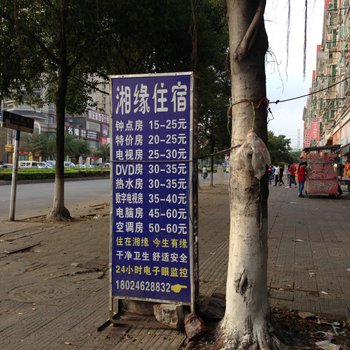 湘缘住宿
钟点房 15-25元
特价房 20-25元
电视房 25-30元
DVD房 30-35元
热水房 30-35元
数字电视房 35-40元
电脑房 45-60元
空调房 50-60元
住在湘缘 今生有缘
干净卫生 舒适安全
24小时电子眼监控
18024628832